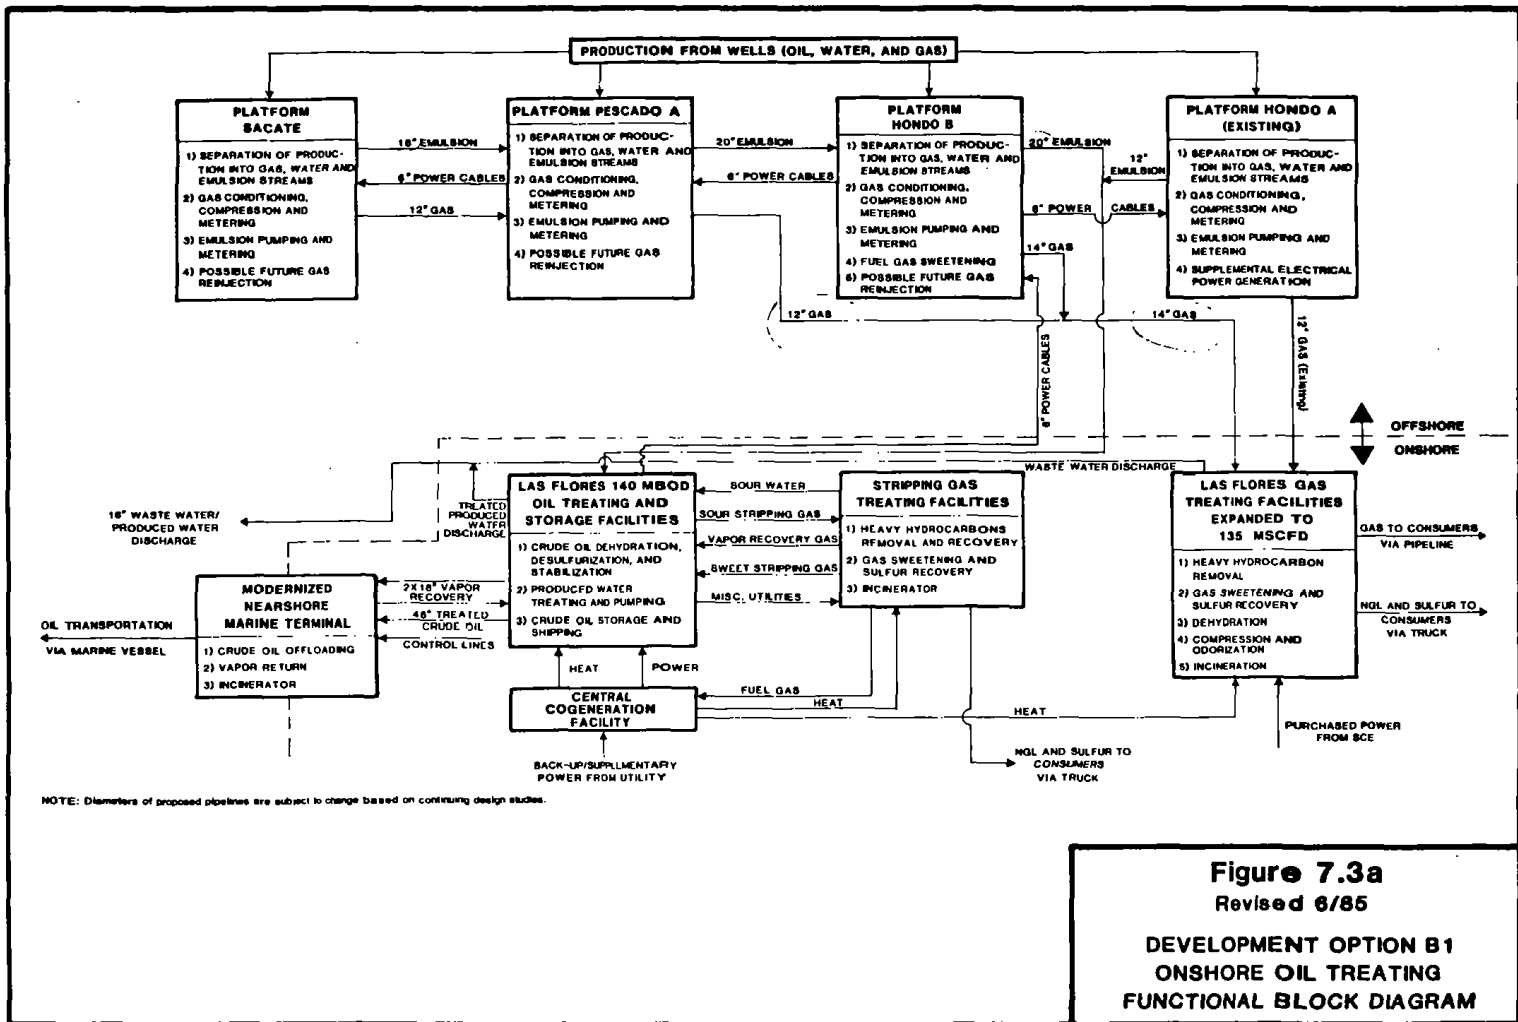 PRODUCTION FROM WELLS (OIL, WATER, AND GAS)
PLATFORM
SACATE
1) SEPARATION OF PRODUC-
TION INTO GAS, WATER AND
EMULSION STREAMS
2) GAS CONDITIONING,
COMPRESSION AND
METERING
3) EMULSION PUMPING AND
METERING
4) POSSIBLE FUTURE GAS
REINJECTION
16" EMULSION
6" POWER CABLES
12" GAS
PLATFORM PESCADO A
1) SEPARATION OF PRODUC-
TION INTO GAS, WATER AND
EMULSION STREAMS
2) GAS CONDITIONING,
COMPRESSION AND
METERING
3) EMULSION PUMPING AND
METERING
4) POSSIBLE FUTURE GAS
REINJECTION
20" EMULSION
6" POWER CABLES
12" GAS
PLATFORM
HONDO B
1) SEPARATION OF PRODUC-
TION INTO GAS, WATER AND
EMULSION STREAMS
2) GAS CONDITIONING,
COMPRESSION AND
METERING
3) EMULSION PUMPING AND
METERING
4) FUEL GAS SWEETENING
5) POSSIBLE FUTURE GAS
REINJECTION
20" EMULSION
12"
EMULSION
6" POWER CABLES
14" GAS
14" GAS
6" POWER CABLES
PLATFORM HONDO A
(EXISTING)
1) SEPARATION OF PRODUC-
TION INTO GAS, WATER AND
EMULSION STREAMS
2) GAS CONDITIONING,
COMPRESSION AND
METERING
3) EMULSION PUMPING AND
METERING
4) SUPPLEMENTAL ELECTRICAL
POWER GENERATION
12" GAS (Existing)
OFFSHORE
ONSHORE
WASTE WATER DISCHARGE
16" WASTE WATER/
PRODUCED WATER
DISCHARGE
TREATED
PRODUCED
WATER
DISCHARGE
LAS FLORES 140 MBOD
OIL TREATING AND
STORAGE FACILITIES
1) CRUDE OIL DEHYDRATION,
DESULFURIZATION, AND
STABILIZATION
2) PRODUCED WATER
TREATING AND PUMPING
3) CRUDE OIL STORAGE AND
SHIPPING
SOUR WATER
SOUR STRIPPING GAS
VAPOR RECOVERY GAS
SWEET STRIPPING GAS
MISC. UTILITIES
STRIPPING GAS
TREATING FACILITIES
1) HEAVY HYDROCARBONS
REMOVAL AND RECOVERY
2) GAS SWEETENING AND
SULFUR RECOVERY
3) INCINERATOR
LAS FLORES GAS
TREATING FACILITIES
EXPANDED TO
135 MSCFD
1) HEAVY HYDROCARBON
REMOVAL
2) GAS SWEETENING AND
SULFUR RECOVERY
3) DEHYDRATION
4) COMPRESSION AND
ODORIZATION
5) INCINERATION
GAS TO CONSUMERS
VIA PIPELINE
NGL AND SULFUR TO
CONSUMERS
VIA TRUCK
MODERNIZED
NEARSHORE
MARINE TERMINAL
1) CRUDE OIL OFFLOADING
2) VAPOR RETURN
3) INCINERATOR
OIL TRANSPORTATION
VIA MARINE VESSEL
2X18" VAPOR
RECOVERY
48" TREATED
CRUDE OIL
CONTROL LINES
HEAT
POWER
CENTRAL
COGENERATION
FACILITY
FUEL GAS
HEAT
HEAT
BACK-UP/SUPPLMENTARY
POWER FROM UTILITY
NGL AND SULFUR TO
CONSUMERS
VIA TRUCK
PURCHASED POWER
FROM SCE
NOTE: Diameters of proposed pipelines are subject to change based on continuing design studies.
Figure 7.3a
Revised 6/85
DEVELOPMENT OPTION B1
ONSHORE OIL TREATING
FUNCTIONAL BLOCK DIAGRAM